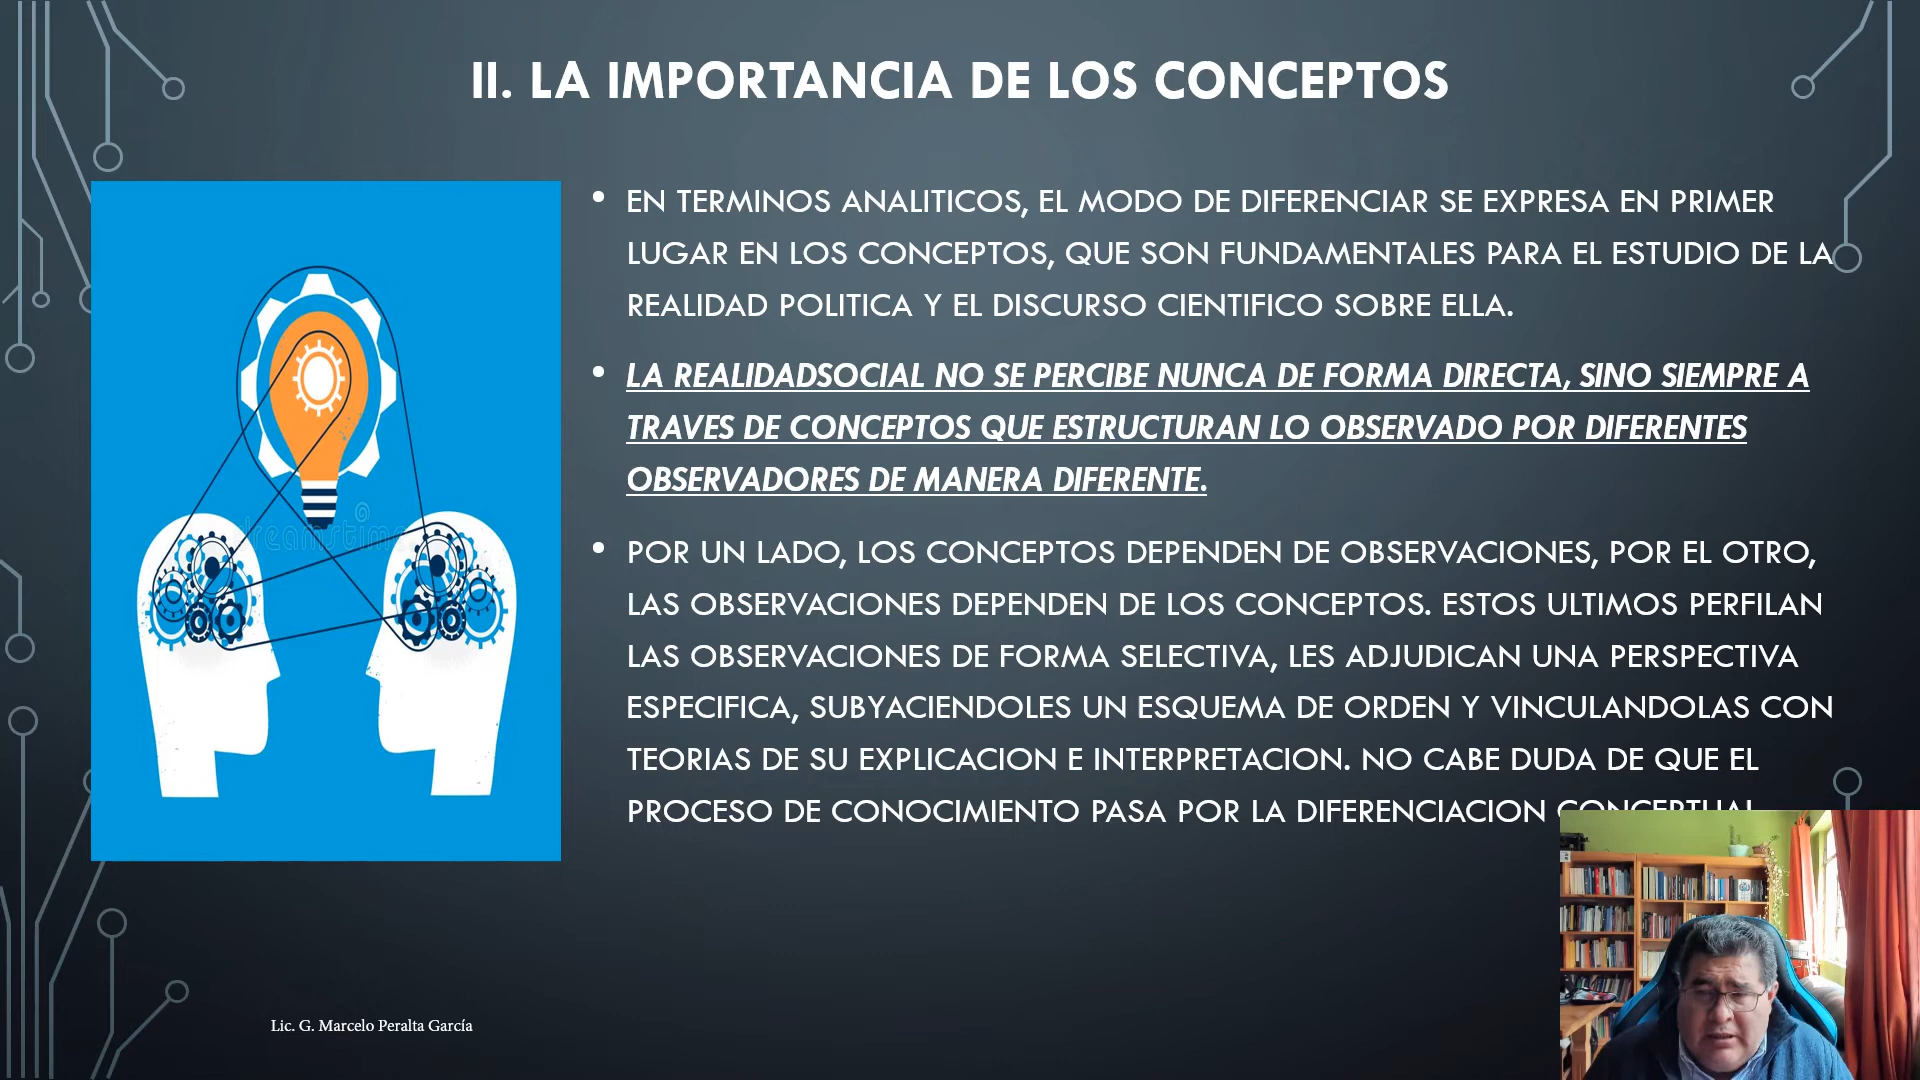 II. LA IMPORTANCIA DE LOS CONCEPTOS
• EN TERMINOS ANALITICOS, EL MODO DE DIFERENCIAR SE EXPRESA EN PRIMER
LUGAR EN LOS CONCEPTOS, QUE SON FUNDAMENTALES PARA EL ESTUDIO DE LA
REALIDAD POLITICA Y EL DISCURSO CIENTIFICO SOBRE ELLA.
• LA REALIDADSOCIAL NO SE PERCIBE NUNCA DE FORMA DIRECTA, SINO SIEMPRE A
TRAVES DE CONCEPTOS QUE ESTRUCTURAN LO OBSERVADO POR DIFERENTES
OBSERVADORES DE MANERA DIFERENTE.
• POR UN LADO, LOS CONCEPTOS DEPENDEN DE OBSERVACIONES, POR EL OTRO,
LAS OBSERVACIONES DEPENDEN DE LOS CONCEPTOS. ESTOS ULTIMOS PERFILAN
LAS OBSERVACIONES DE FORMA SELECTIVA, LES ADJUDICAN UNA PERSPECTIVA
ESPECIFICA, SUBYACIENDOLES UN ESQUEMA DE ORDEN Y VINCULANDOLAS CON
TEORIAS DE SU EXPLICACION E INTERPRETACION. NO CABE DUDA DE QUE EL
PROCESO DE CONOCIMIENTO PASA POR LA DIFERENCIACION CONCEPTUAL
dreamstime
Lic. G. Marcelo Peralta García